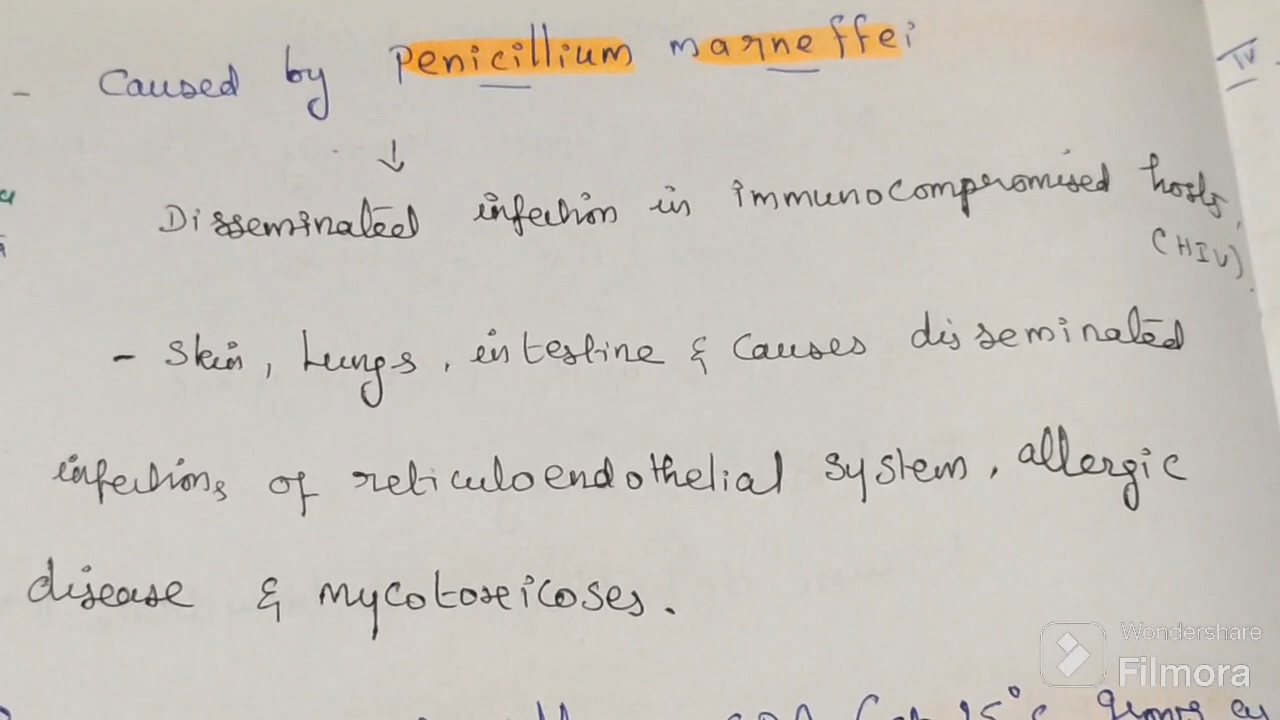 - Caused by Penicillium marneffei
IV
↓
Disseminated infection in immunocompromised hosts,
(HIV)
- Skin, Lungs, intestine & causes disseminated
infections of reticuloendothelial system, allergic
disease & mycotoxicoses.
Wondershare
Filmora